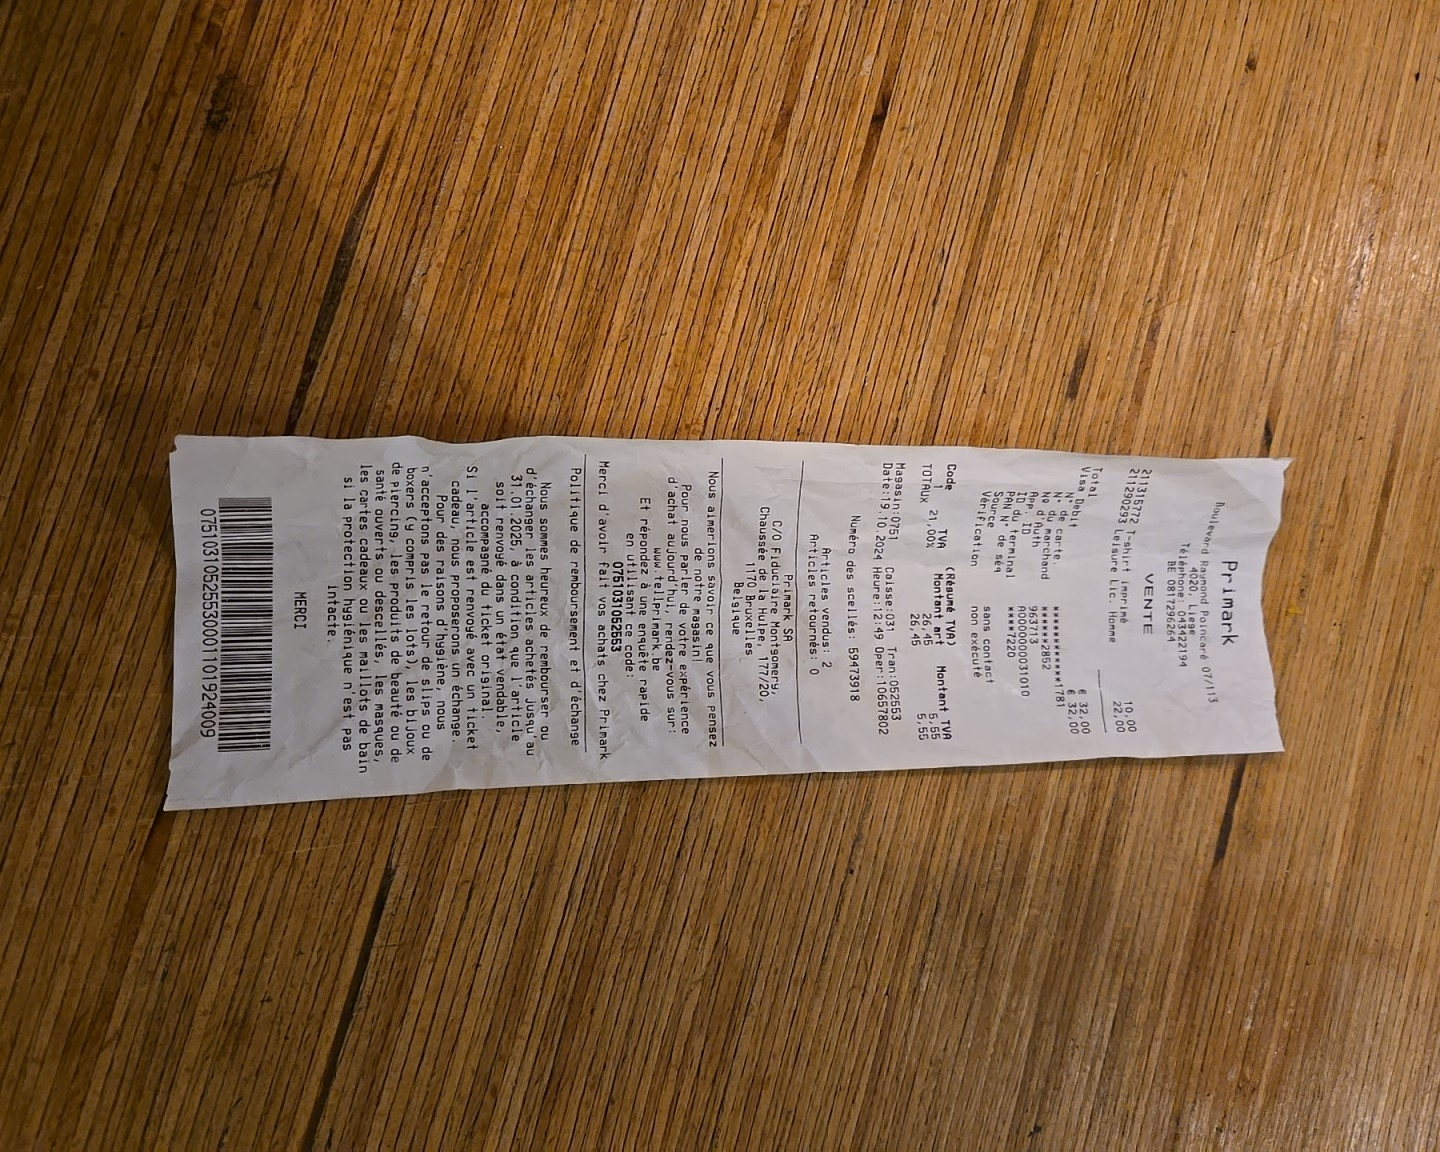 Primark
Boulevard Raymond Poincaré 07/113
4020, Liege
Téléphone: 043422194
BE 0817296264
VENTE
211315772 T-shirt imprimé 10,00
211290293 Leisure Lic. Homme 22,00
Total € 32,00
Visa Debit € 32,00
N° de carte. ************1781
N° du Marchand *****2852
No d'Auth 963713
App. ID A0000000031010
ID du terminal ****7220
PAN N° de séq
Source sans contact
Vérification non exécuté
(Résumé TVA)
Code TVA Montant art Montant TVA
1 21,00% 26,45 5,55
TOTAUX 26,45 5,55
Magasin:0751 Caisse:031 Tran:052553
Date:19.10.2024 Heure:12:49 Oper:10657802
Numéro des scellés: 59473918
Articles vendus: 2
Articles retournés: 0
Primark SA
C/O Fiduciaire Montgomery,
Chaussée de la Hulpe, 177/20,
1170 Bruxelles
Belgique
Nous aimerions savoir ce que vous pensez
de notre magasin!
Pour nous parler de votre expérience
d'achat aujourd'hui, rendez-vous sur:
www.tellprimark.be
Et répondez à une enquête rapide
en utilisant ce code:
0751031052553
Merci d'avoir fait vos achats chez Primark
Politique de remboursement et d'échange
Nous sommes heureux de rembourser ou
d'échanger les articles achetés jusqu'au
31.01.2025, à condition que l'article
soit renvoyé dans un état vendable,
accompagné du ticket original.
Si l'article est renvoyé avec un ticket
cadeau, nous proposerons un échange.
Pour des raisons d'hygiène, nous
n'acceptons pas le retour de slips ou de
boxers (y compris les lots), les bijoux
de piercing, les produits de beauté ou de
santé ouverts ou descellés, les masques,
les cartes cadeaux ou les maillots de bain
si la protection hygiénique n'est pas
intacte.
MERCI
075103105255300011O1924009